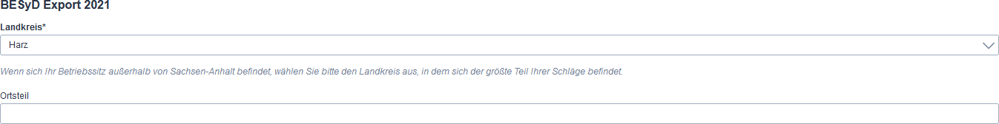 BESyD Export 2021
Landkreis*
Harz
Wenn sich Ihr Betriebssitz außerhalb von Sachsen-Anhalt befindet, wählen Sie bitte den Landkreis aus, in dem sich der größte Teil Ihrer Schläge befindet.
Ortsteil